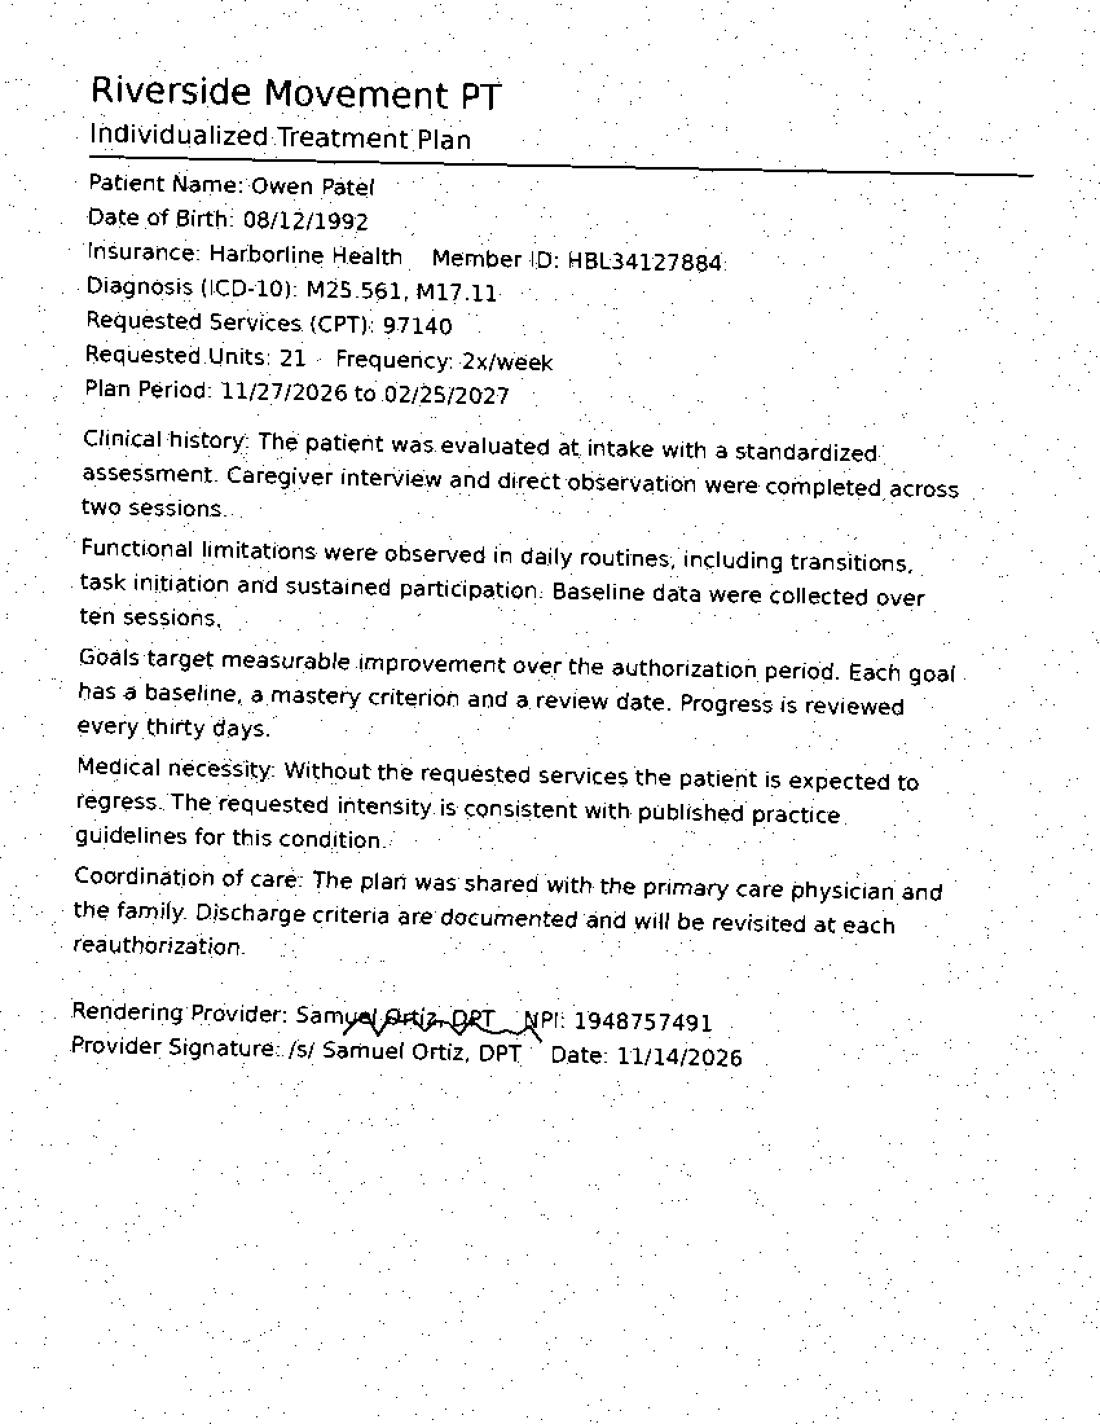 Riverside Movement PT
Individualized Treatment Plan
Patient Name: Owen Patel
Date of Birth: 08/12/1992
Insurance: Harborline Health Member ID: HBL34127884
Diagnosis (ICD-10): M25.561, M17.11
Requested Services (CPT): 97140
Requested Units: 21 Frequency: 2x/week
Plan Period: 11/27/2026 to 02/25/2027
Clinical history: The patient was evaluated at intake with a standardized
assessment. Caregiver interview and direct observation were completed across
two sessions.
Functional limitations were observed in daily routines, including transitions,
task initiation and sustained participation. Baseline data were collected over
ten sessions.
Goals target measurable improvement over the authorization period. Each goal
has a baseline, a mastery criterion and a review date. Progress is reviewed
every thirty days.
Medical necessity: Without the requested services the patient is expected to
regress. The requested intensity is consistent with published practice
guidelines for this condition.
Coordination of care: The plan was shared with the primary care physician and
the family. Discharge criteria are documented and will be revisited at each
reauthorization.
Rendering Provider: Samuel Ortiz, DPT NPI: 1948757491
Provider Signature: /s/ Samuel Ortiz, DPT Date: 11/14/2026